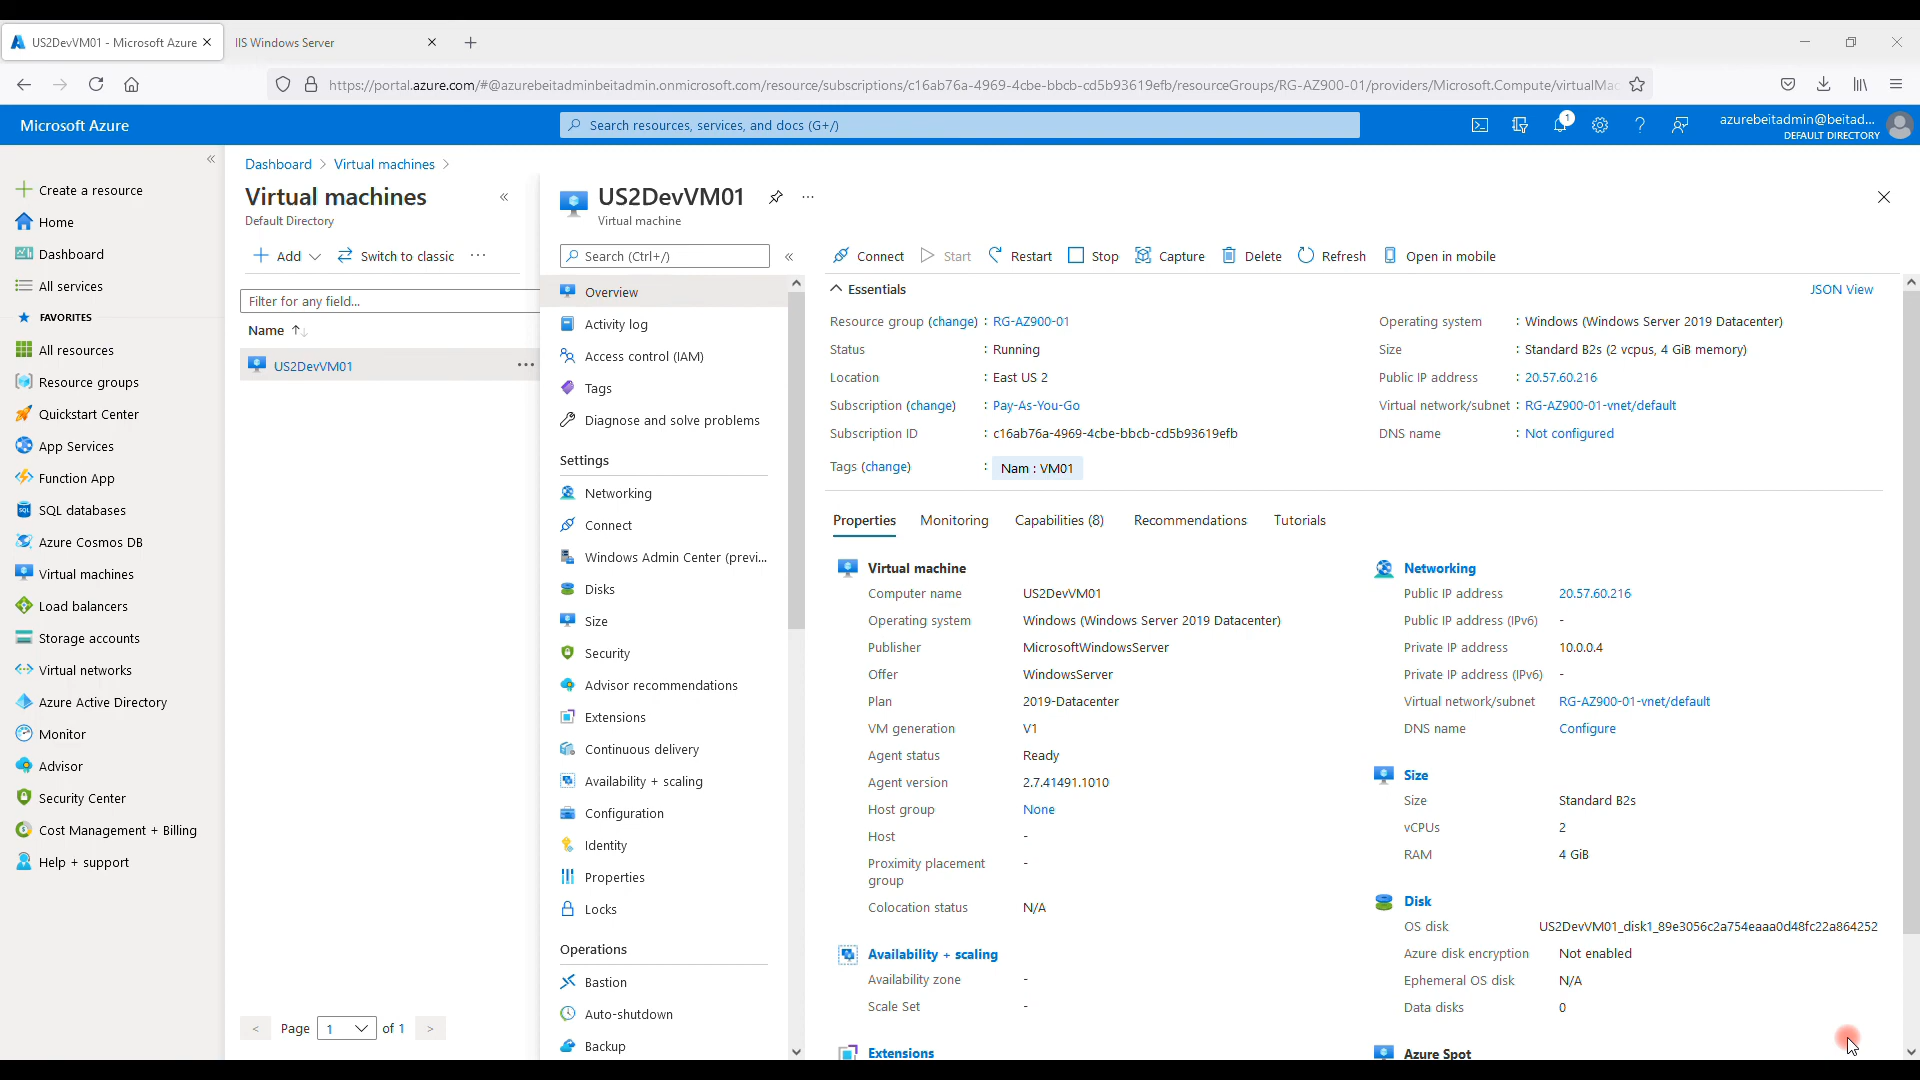 US2DevVM01 - Microsoft Azure
IIS Windows Server
https://portal.azure.com/#@azurebeitadminbeitadmin.onmicrosoft.com/resource/subscriptions/c16ab76a-4969-4cbe-bbcb-cd5b93619efb/resourceGroups/RG-AZ900-01/providers/Microsoft.Compute/virtualMac
Microsoft Azure
Search resources, services, and docs (G+/)
1
azurebeitadmin@beitad...
DEFAULT DIRECTORY
Create a resource
Home
Dashboard
All services
FAVORITES
All resources
Resource groups
Quickstart Center
App Services
Function App
SQL databases
Azure Cosmos DB
Virtual machines
Load balancers
Storage accounts
Virtual networks
Azure Active Directory
Monitor
Advisor
Security Center
Cost Management + Billing
Help + support
Dashboard > Virtual machines >
Virtual machines
Default Directory
Add
Switch to classic
Filter for any field...
Name
US2DevVM01
< Page 1 of 1 >
US2DevVM01
Virtual machine
Search (Ctrl+/)
Overview
Activity log
Access control (IAM)
Tags
Diagnose and solve problems
Settings
Networking
Connect
Windows Admin Center (previ...
Disks
Size
Security
Advisor recommendations
Extensions
Continuous delivery
Availability + scaling
Configuration
Identity
Properties
Locks
Operations
Bastion
Auto-shutdown
Backup
Connect Start Restart Stop Capture Delete Refresh Open in mobile
Essentials
JSON View
Resource group (change) : RG-AZ900-01
Status : Running
Location : East US 2
Subscription (change) : Pay-As-You-Go
Subscription ID : c16ab76a-4969-4cbe-bbcb-cd5b93619efb
Tags (change) : Nam : VM01
Operating system : Windows (Windows Server 2019 Datacenter)
Size : Standard B2s (2 vcpus, 4 GiB memory)
Public IP address : 20.57.60.216
Virtual network/subnet : RG-AZ900-01-vnet/default
DNS name : Not configured
Properties Monitoring Capabilities (8) Recommendations Tutorials
Virtual machine
Computer name US2DevVM01
Operating system Windows (Windows Server 2019 Datacenter)
Publisher MicrosoftWindowsServer
Offer WindowsServer
Plan 2019-Datacenter
VM generation V1
Agent status Ready
Agent version 2.7.41491.1010
Host group None
Host -
Proximity placement -
group
Colocation status N/A
Availability + scaling
Availability zone -
Scale Set -
Extensions
Networking
Public IP address 20.57.60.216
Public IP address (IPv6) -
Private IP address 10.0.0.4
Private IP address (IPv6) -
Virtual network/subnet RG-AZ900-01-vnet/default
DNS name Configure
Size
Size Standard B2s
vCPUs 2
RAM 4 GiB
Disk
OS disk US2DevVM01_disk1_89e3056c2a754eaaa0d48fc22a864252
Azure disk encryption Not enabled
Ephemeral OS disk N/A
Data disks 0
Azure Spot